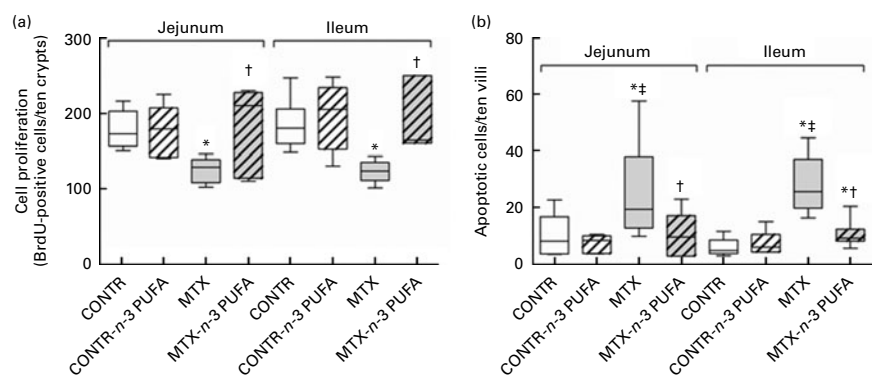 (a)
Jejunum
Ileum
Cell proliferation
(BrdU-positive cells/ten crypts)
300
200
100
0
*
†
*
†
CONTR
CONTR-n-3 PUFA
MTX
MTX-n-3 PUFA
CONTR
CONTR-n-3 PUFA
MTX
MTX-n-3 PUFA
(b)
Jejunum
Ileum
Apoptotic cells/ten villi
80
60
40
20
0
*‡
†
*‡
*†
CONTR
CONTR-n-3 PUFA
MTX
MTX-n-3 PUFA
CONTR
CONTR-n-3 PUFA
MTX
MTX-n-3 PUFA